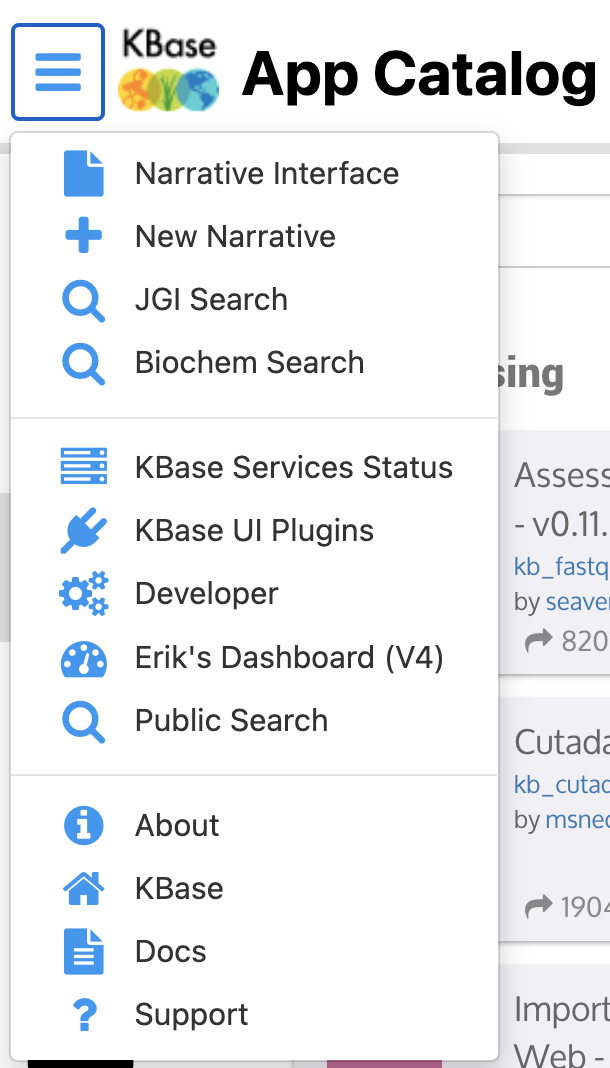 KBase
App Catalog
Narrative Interface
New Narrative
JGI Search
Biochem Search
KBase Services Status
KBase UI Plugins
Developer
Erik's Dashboard (V4)
Public Search
About
KBase
Docs
Support
sing
Assess
- v0.11.
kb_fastq
by seaver
820
Cutada
kb_cutad
by msned
1904
Import
Web -